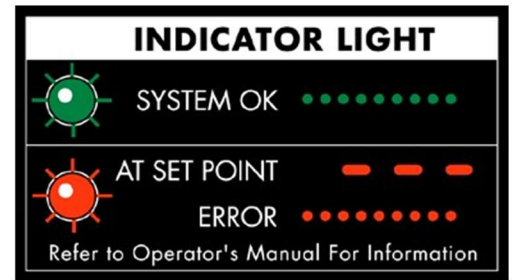 INDICATOR LIGHT
SYSTEM OK
AT SET POINT
ERROR
Refer to Operator's Manual For Information